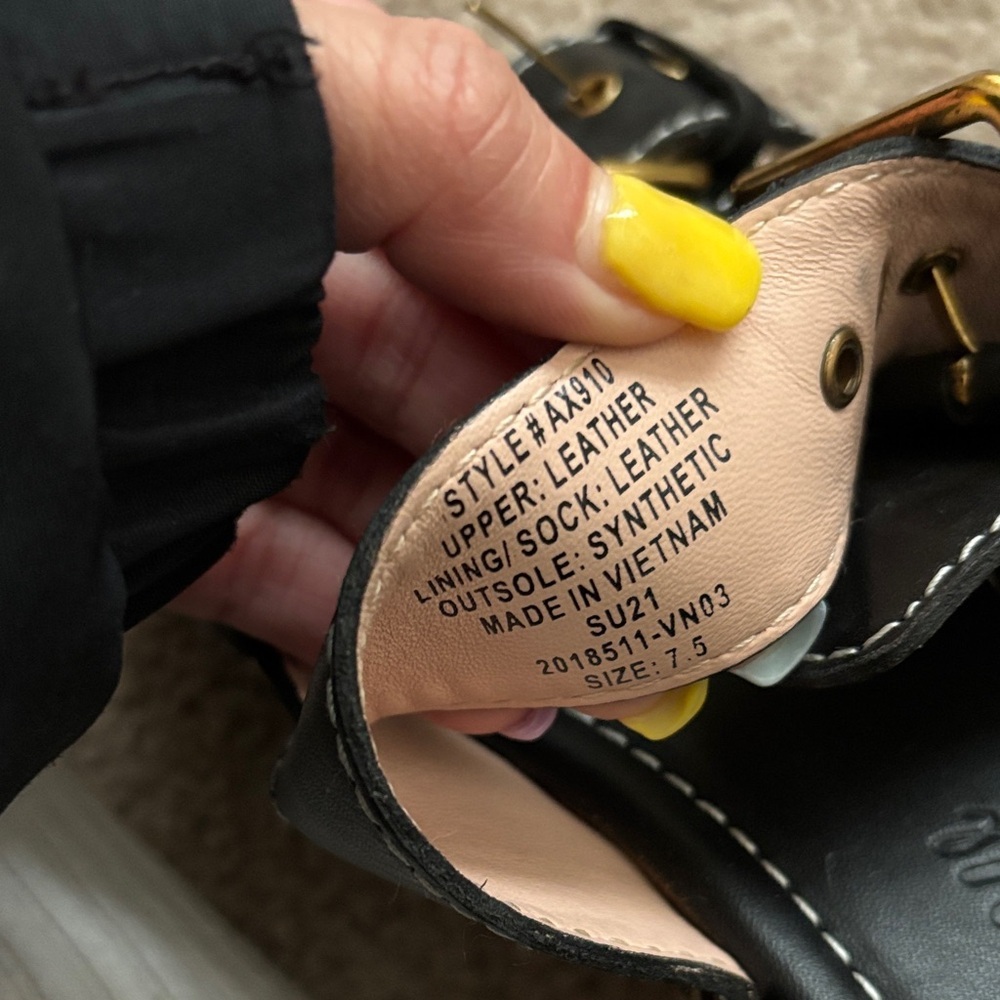 STYLE#AX910
UPPER: LEATHER
LINING/ SOCK: LEATHER
OUTSOLE: SYNTHETIC
MADE IN VIETNAM
SU21
2018511-VN03
SIZE: 7.5